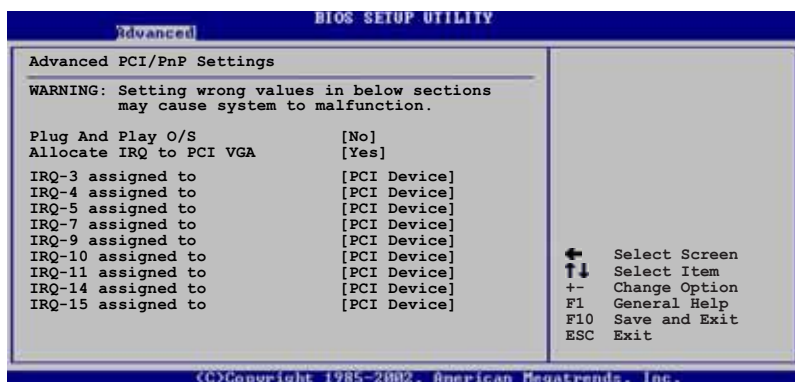 BIOS SETUP UTILITY
Advanced
Advanced PCI/PnP Settings
WARNING: Setting wrong values in below sections
may cause system to malfunction.
Plug And Play O/S [No]
Allocate IRQ to PCI VGA [Yes]
IRQ-3 assigned to [PCI Device]
IRQ-4 assigned to [PCI Device]
IRQ-5 assigned to [PCI Device]
IRQ-7 assigned to [PCI Device]
IRQ-9 assigned to [PCI Device]
IRQ-10 assigned to [PCI Device]
IRQ-11 assigned to [PCI Device]
IRQ-14 assigned to [PCI Device]
IRQ-15 assigned to [PCI Device]
← Select Screen
↑↓ Select Item
+- Change Option
F1 General Help
F10 Save and Exit
ESC Exit
(C)Copyright 1985-2002, American Megatrends, Inc.